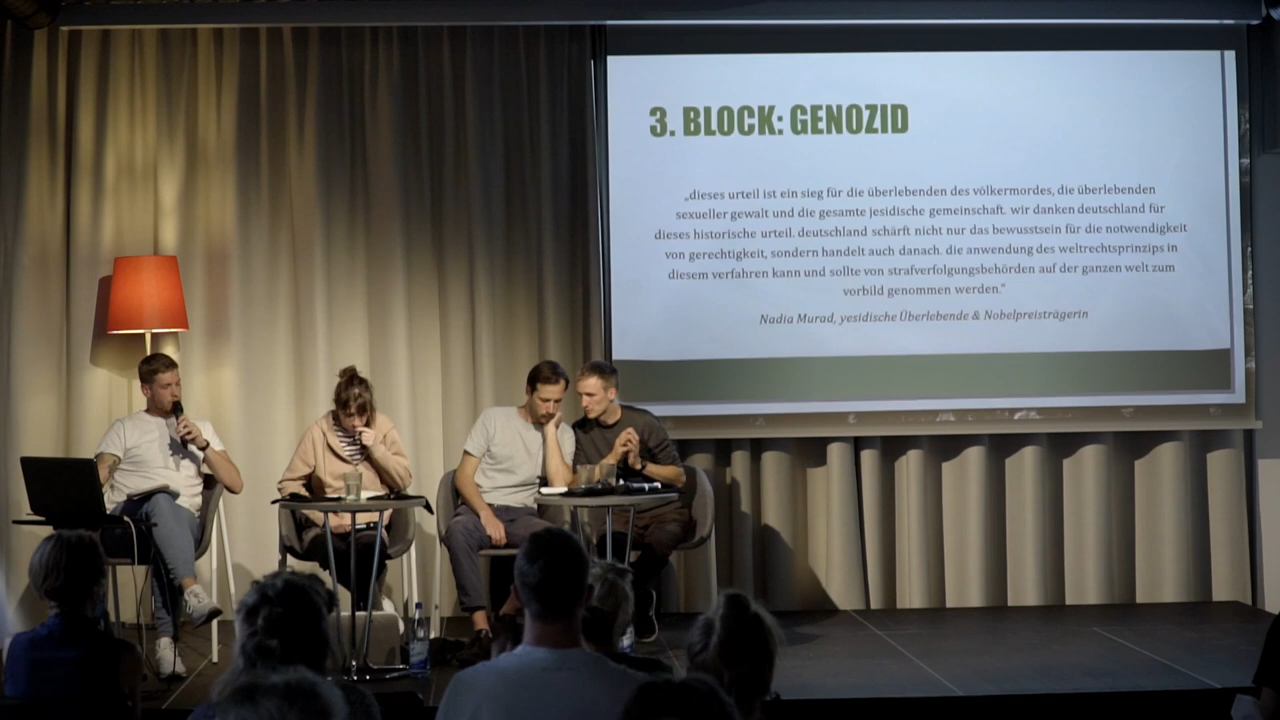 3. BLOCK: GENOZID
„dieses urteil ist ein sieg für die überlebenden des völkermordes, die überlebenden
sexueller gewalt und die gesamte jesidische gemeinschaft. wir danken deutschland für
dieses historische urteil. deutschland schärft nicht nur das bewusstsein für die notwendigkeit
von gerechtigkeit, sondern handelt auch danach. die anwendung des weltrechtsprinzips in
diesem verfahren kann und sollte von strafverfolgungsbehörden auf der ganzen welt zum
vorbild genommen werden.“
Nadia Murad, yesidische Überlebende & Nobelpreisträgerin